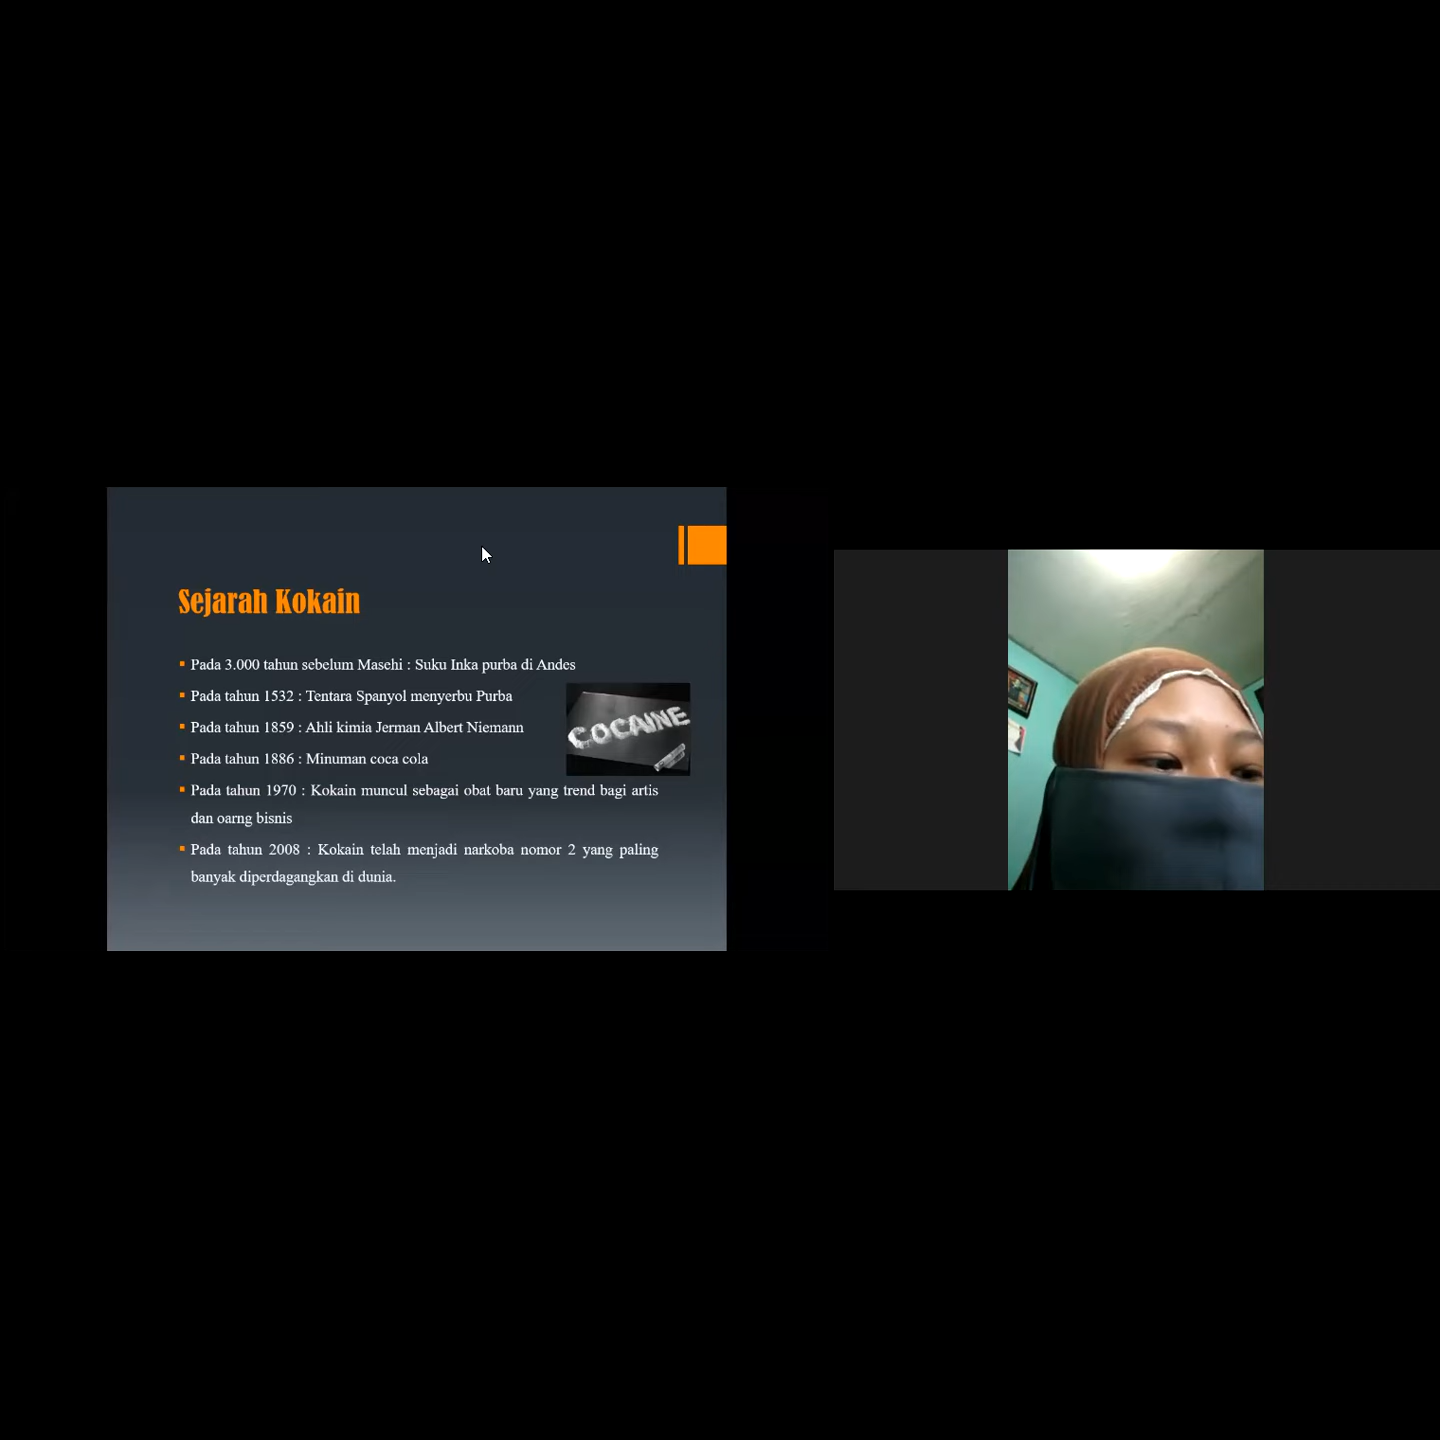 Sejarah Kokain
Pada 3.000 tahun sebelum Masehi : Suku Inka purba di Andes
Pada tahun 1532 : Tentara Spanyol menyerbu Purba
Pada tahun 1859 : Ahli kimia Jerman Albert Niemann
COCAINE
Pada tahun 1886 : Minuman coca cola
Pada tahun 1970 : Kokain muncul sebagai obat baru yang trend bagi artis
dan oarng bisnis
Pada tahun 2008 : Kokain telah menjadi narkoba nomor 2 yang paling
banyak diperdagangkan di dunia.